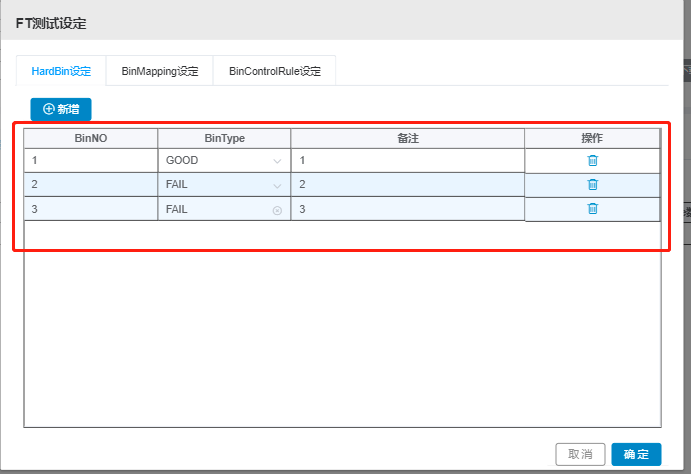 FT测试设定
HardBin设定 BinMapping设定 BinControlRule设定
新增
BinNO BinType 备注 操作
1 GOOD 1
2 FAIL 2
3 FAIL 3
取消 确定